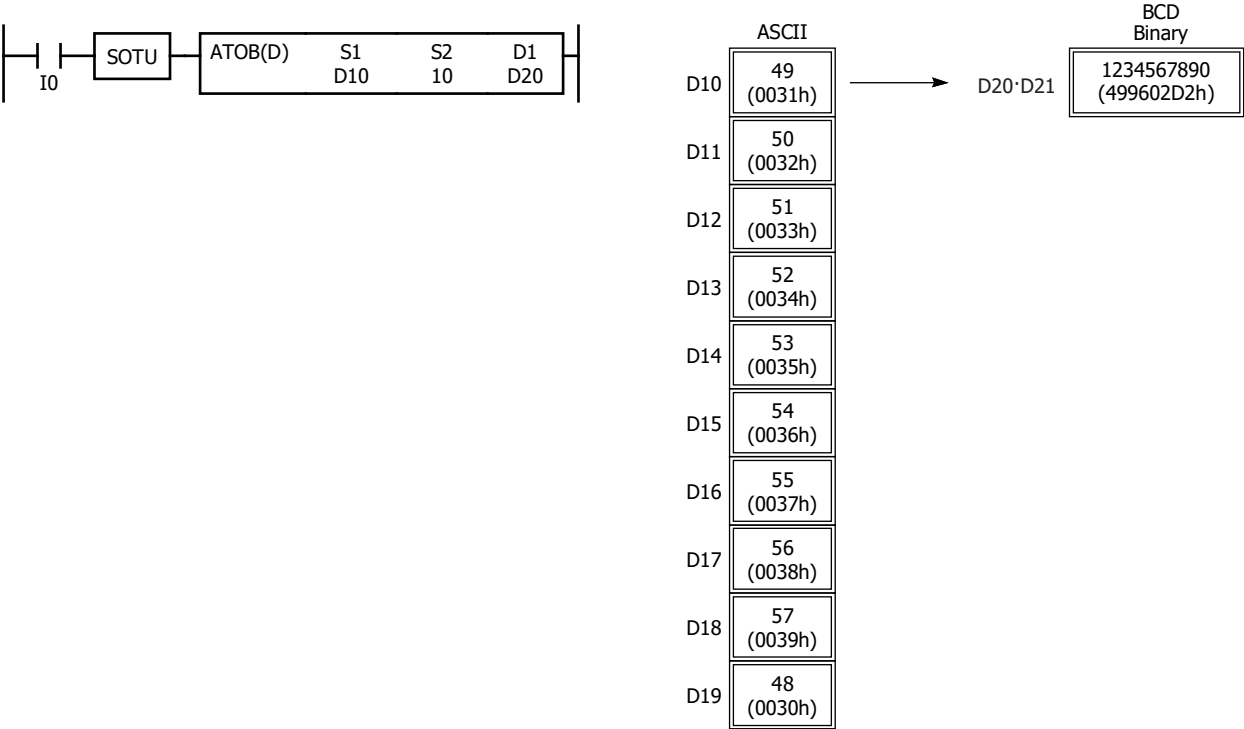 I0
SOTU
ATOB(D) S1 S2 D1
D10 10 D20
ASCII
BCD
Binary
D10
49
(0031h)
D20·D21
1234567890
(499602D2h)
D11
50
(0032h)
D12
51
(0033h)
D13
52
(0034h)
D14
53
(0035h)
D15
54
(0036h)
D16
55
(0037h)
D17
56
(0038h)
D18
57
(0039h)
D19
48
(0030h)